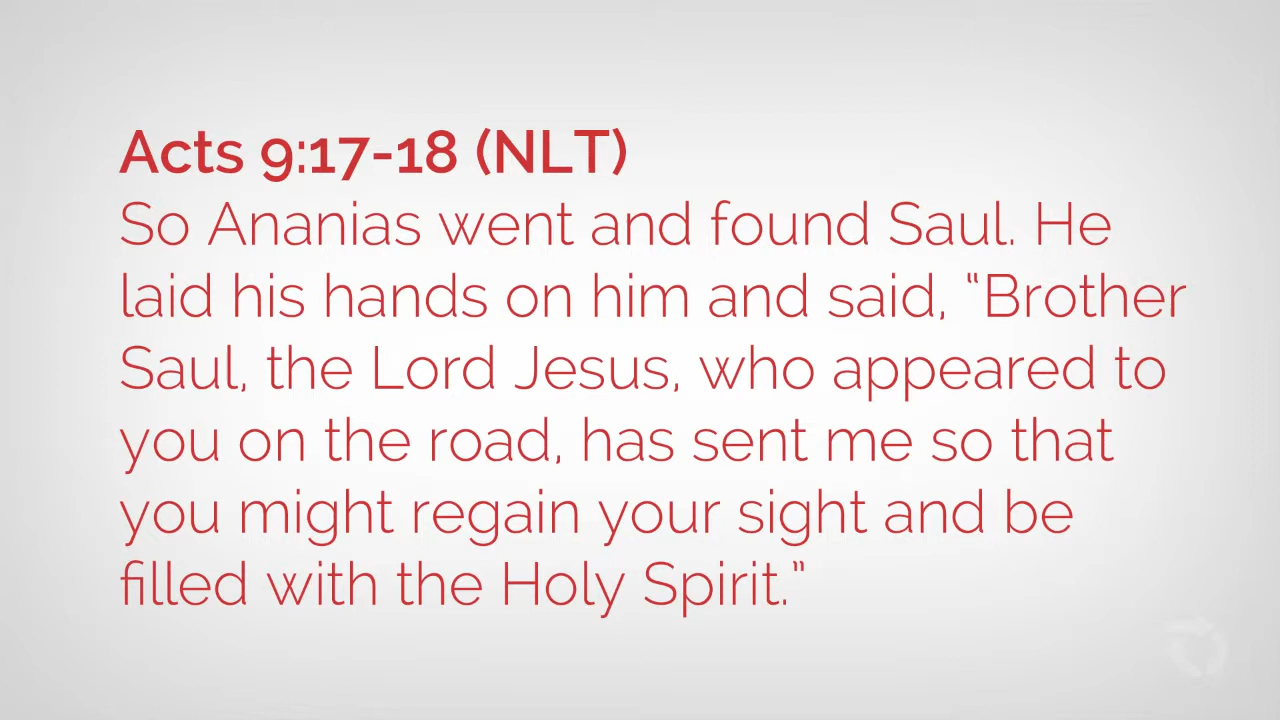 Acts 9:17-18 (NLT)
So Ananias went and found Saul. He
laid his hands on him and said, “Brother
Saul, the Lord Jesus, who appeared to
you on the road, has sent me so that
you might regain your sight and be
filled with the Holy Spirit.”